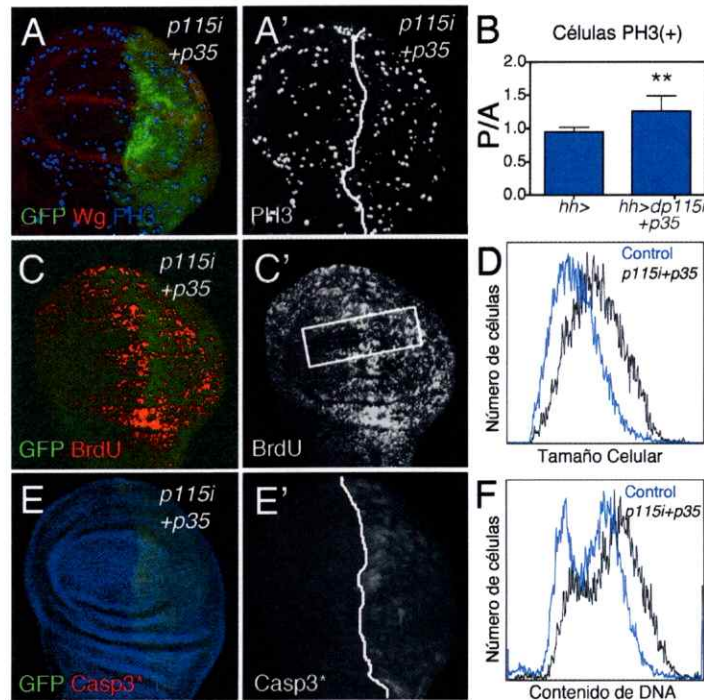 A
p115i
+p35
GFP Wg PH3
A'
p115i
+p35
PH3
B
Células PH3(+)
P/A
2.0
1.5
1.0
0.5
0.0
**
hh>
hh>dp115i
+p35
C
p115i
+p35
GFP BrdU
C'
BrdU
D
Control
p115i+p35
Número de células
Tamaño Celular
E
p115i
+p35
GFP Casp3*
E'
Casp3*
F
Control
p115i+p35
Número de células
Contenido de DNA